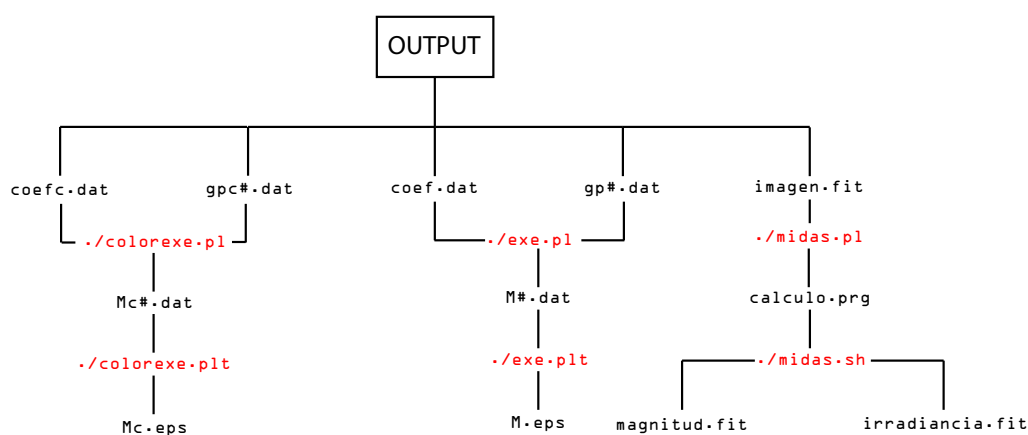 OUTPUT
coefc.dat
gpc#.dat
coef.dat
gp#.dat
imagen.fit
./colorexe.pl
./exe.pl
./midas.pl
Mc#.dat
M#.dat
calculo.prg
./colorexe.plt
./exe.plt
./midas.sh
Mc.eps
M.eps
magnitud.fit
irradiancia.fit